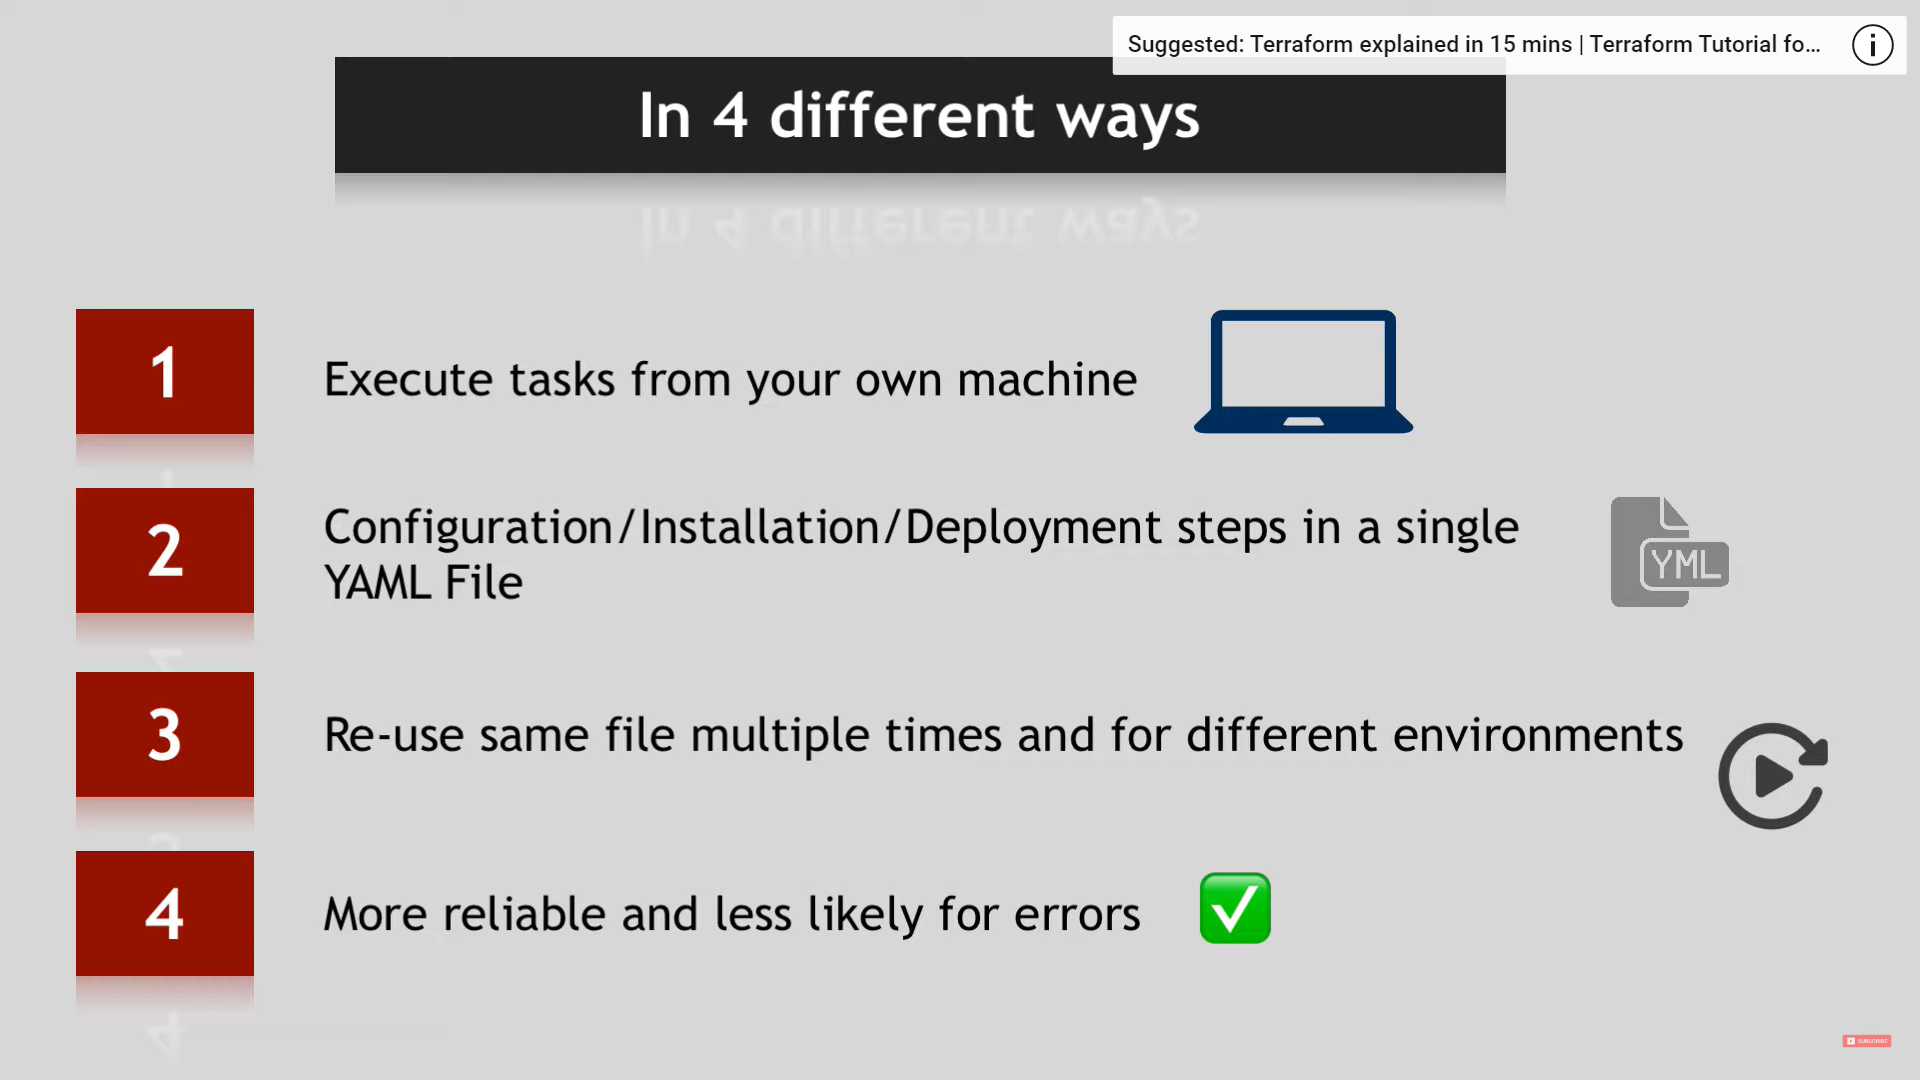 Suggested: Terraform explained in 15 mins | Terraform Tutorial fo...
In 4 different ways
1
Execute tasks from your own machine
2
Configuration/Installation/Deployment steps in a single
YAML File
YML
3
Re-use same file multiple times and for different environments
4
More reliable and less likely for errors
SUBSCRIBE